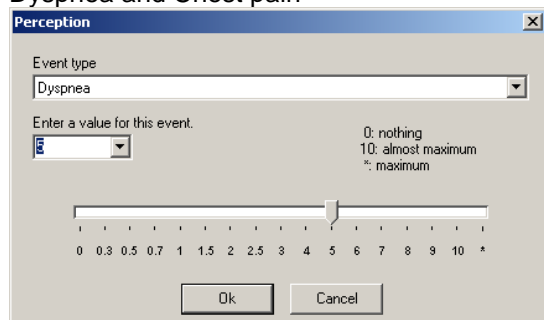 Dyspnea and Chest pain
Perception
Event type
Dyspnea
Enter a value for this event.
5
0: nothing
10: almost maximum
*: maximum
0 0.3 0.5 0.7 1 1.5 2 2.5 3 4 5 6 7 8 9 10 *
Ok Cancel